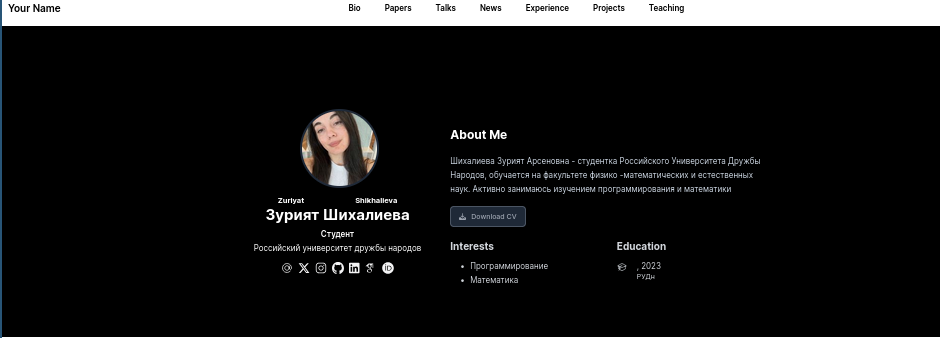 Your Name
Bio Papers Talks News Experience Projects Teaching
Zuriyat Shikhalieva
Зурият Шихалиева
Студент
Российский университет дружбы народов
iD
About Me
Шихалиева Зурият Арсеновна - студентка Российского Университета Дружбы
Народов, обучается на факультете физико -математических и естественных
наук. Активно занимаюсь изучением программирования и математики
Download CV
Interests
• Программирование
• Математика
Education
, 2023
РУДн